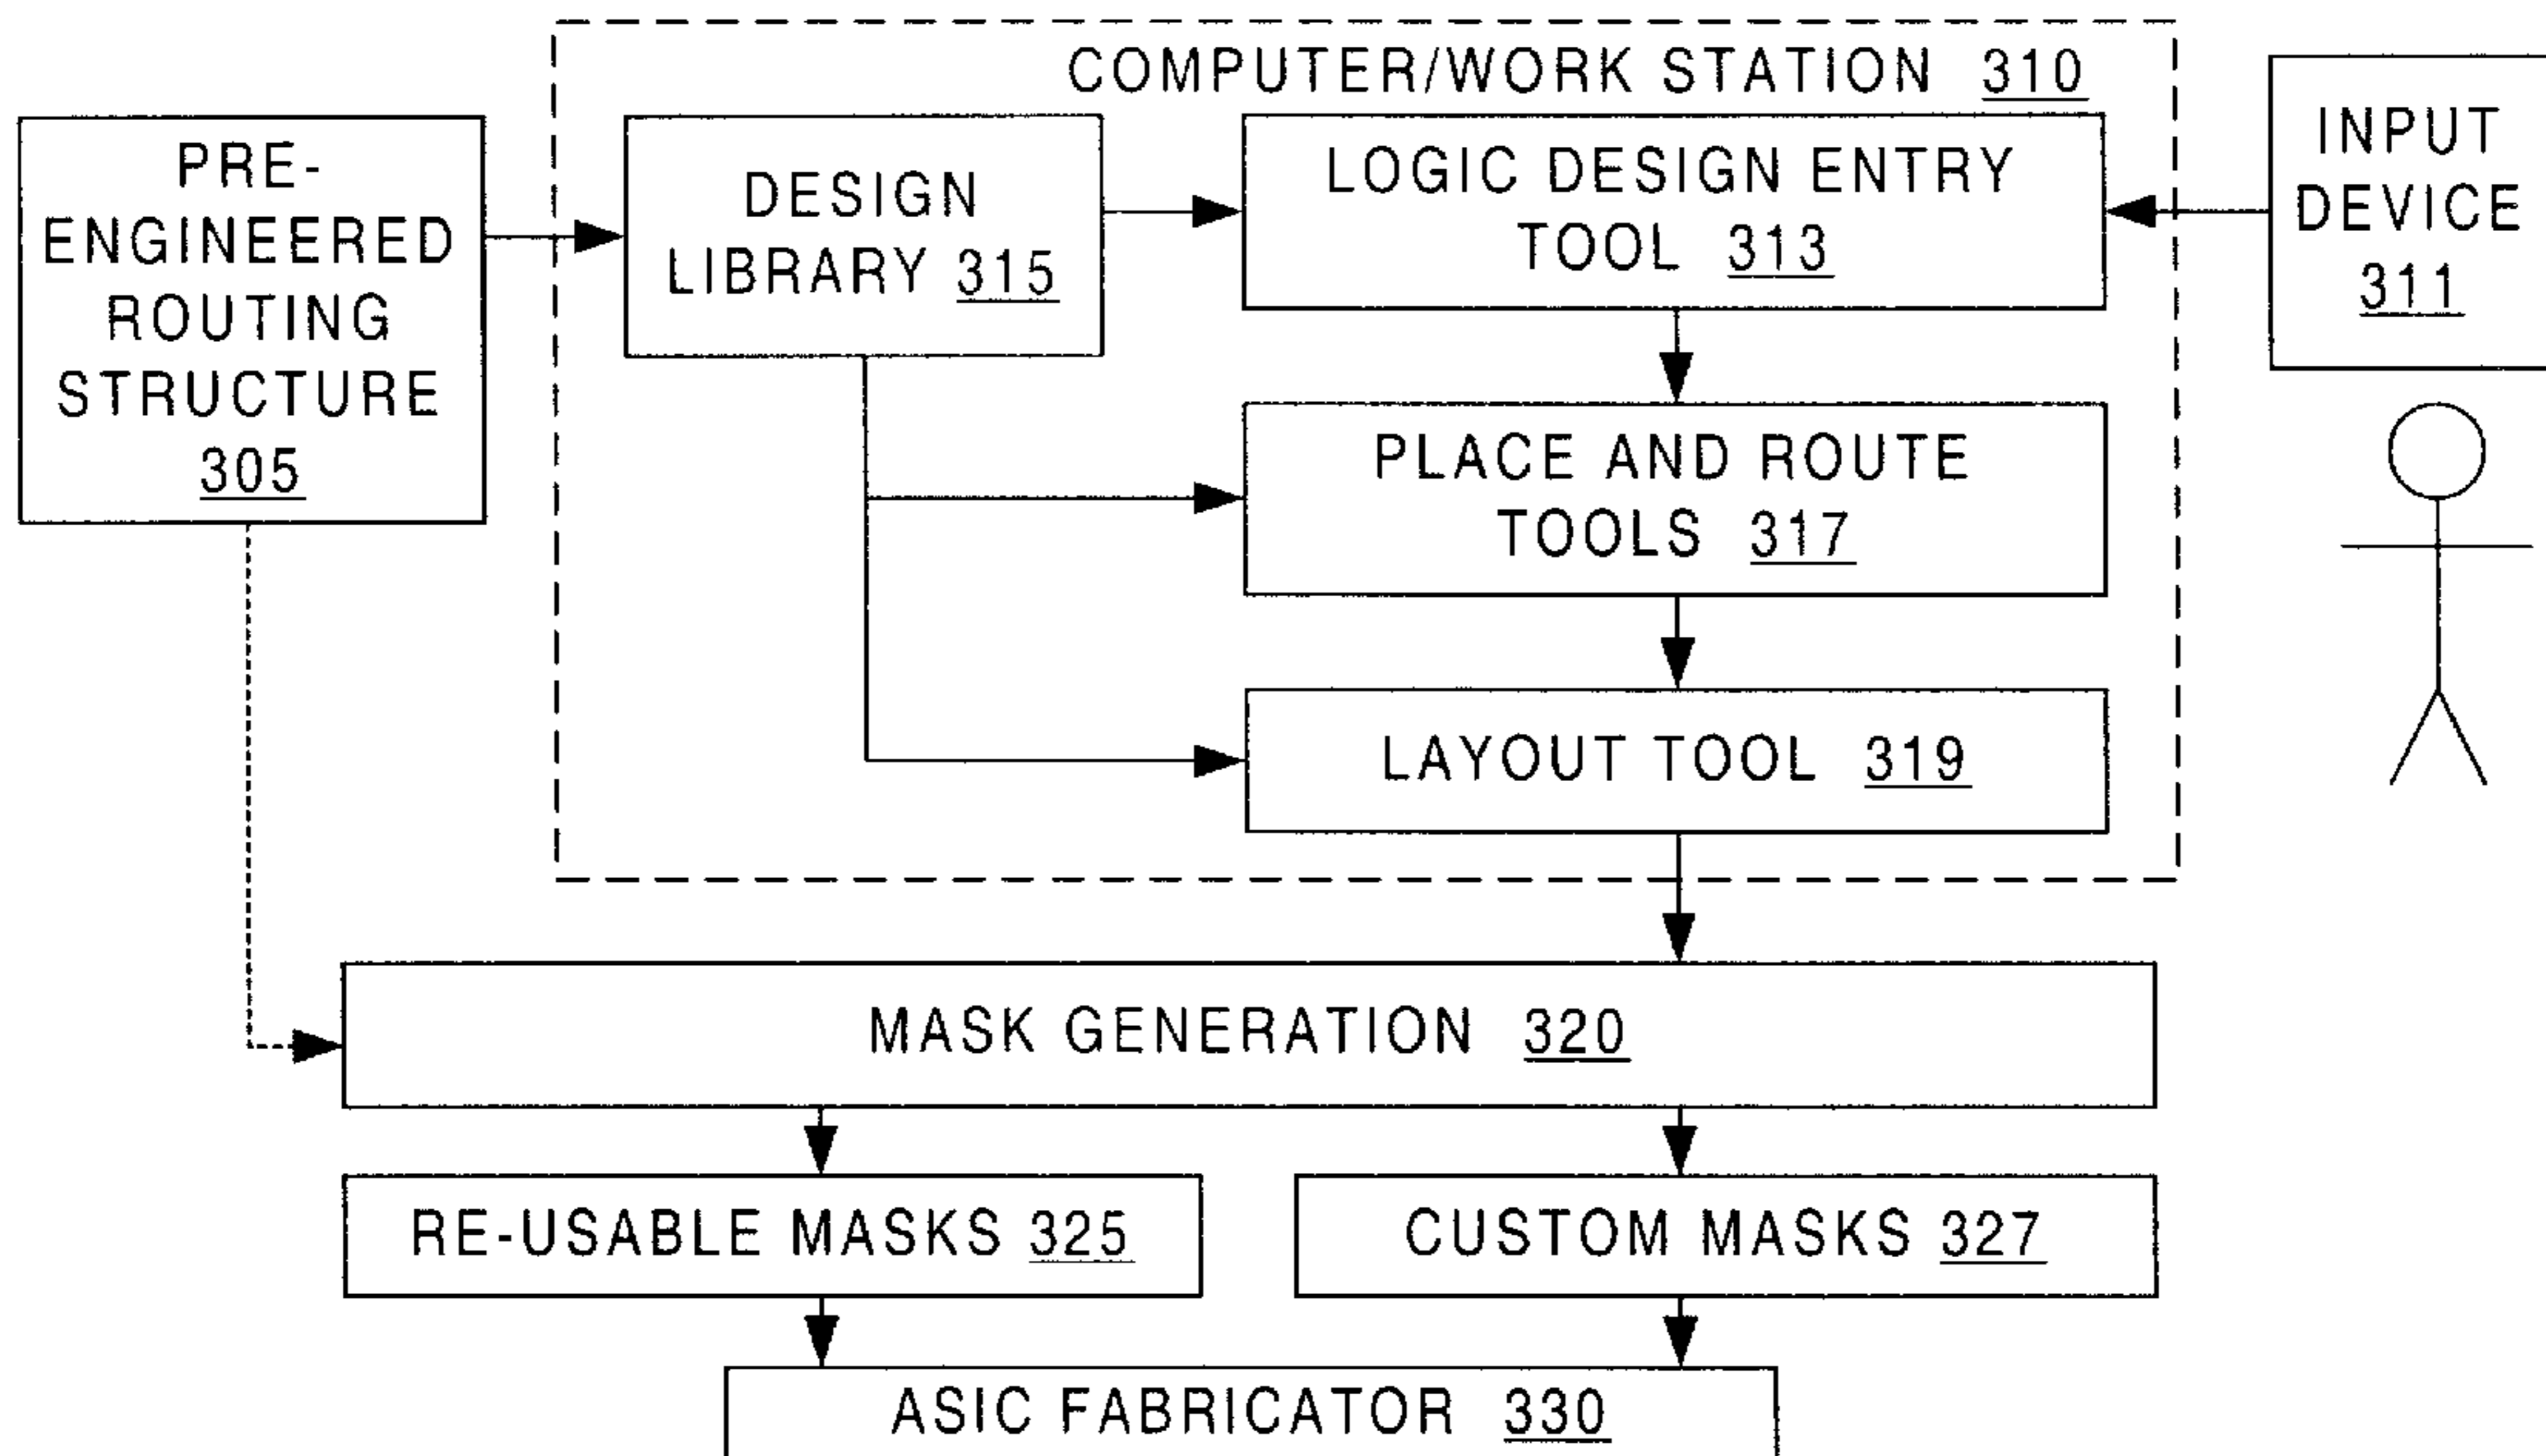 COMPUTER/WORK STATION 310
PRE-
ENGINEERED
ROUTING
STRUCTURE
305
DESIGN
LIBRARY 315
LOGIC DESIGN ENTRY
TOOL 313
INPUT
DEVICE
311
PLACE AND ROUTE
TOOLS 317
LAYOUT TOOL 319
MASK GENERATION 320
RE-USABLE MASKS 325
CUSTOM MASKS 327
ASIC FABRICATOR 330